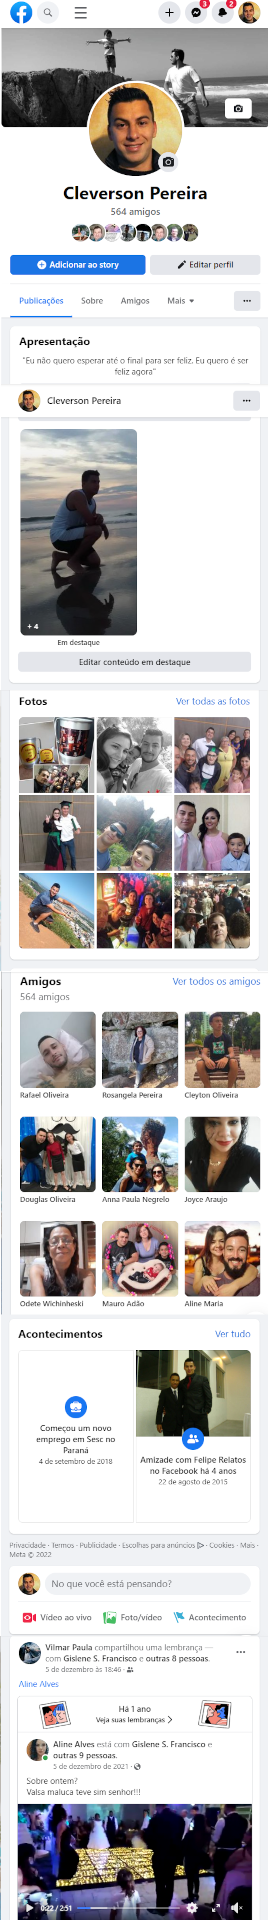 3
2
Cleverson Pereira
564 amigos
Adicionar ao story
Editar perfil
Publicações Sobre Amigos Mais
Apresentação
"Eu não quero esperar até o final para ser feliz. Eu quero é ser
feliz agora"
Cleverson Pereira
+ 4
Em destaque
Editar conteúdo em destaque
Fotos
Ver todas as fotos
Amigos
Ver todos os amigos
564 amigos
Rafael Oliveira
Rosangela Pereira
Cleyton Oliveira
Douglas Oliveira
Anna Paula Negrelo
Joyce Araujo
Odete Wichinheski
Mauro Adão
Aline Maria
Acontecimentos
Ver tudo
Começou um novo
emprego em Sesc no
Paraná
4 de setembro de 2018
Amizade com Felipe Relatos
no Facebook há 4 anos
22 de agosto de 2015
Privacidade · Termos · Publicidade · Escolhas para anúncios · Cookies · Mais ·
Meta © 2022
No que você está pensando?
Vídeo ao vivo
Foto/vídeo
Acontecimento
Vilmar Paula compartilhou uma lembrança —
com Gislene S. Francisco e outras 8 pessoas.
5 de dezembro às 18:46 ·
Aline Alves
Há 1 ano
Veja suas lembranças
Aline Alves está com Gislene S. Francisco e
outras 9 pessoas.
5 de dezembro de 2021 ·
Sobre ontem?
Valsa maluca teve sim senhor!!!
0:22 / 2:51